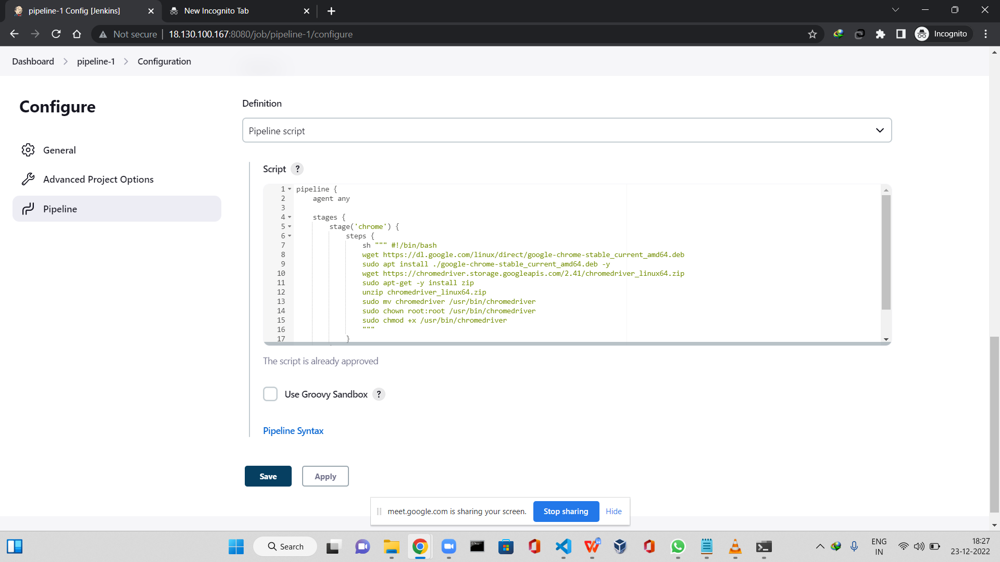 pipeline-1 Config [Jenkins]
New Incognito Tab
Not secure
18.130.100.167:8080/job/pipeline-1/configure
Incognito
Dashboard
pipeline-1
Configuration
Configure
General
Advanced Project Options
Pipeline
Definition
Pipeline script
Script ?
1 pipeline {
2 agent any
3
4 stages {
5 stage('chrome') {
6 steps {
7 sh """ #!/bin/bash
8 wget https://dl.google.com/linux/direct/google-chrome-stable_current_amd64.deb
9 sudo apt install ./google-chrome-stable_current_amd64.deb -y
10 wget https://chromedriver.storage.googleapis.com/2.41/chromedriver_linux64.zip
11 sudo apt-get -y install zip
12 unzip chromedriver_linux64.zip
13 sudo mv chromedriver /usr/bin/chromedriver
14 sudo chown root:root /usr/bin/chromedriver
15 sudo chmod +x /usr/bin/chromedriver
16 """
17 }
The script is already approved
Use Groovy Sandbox ?
Pipeline Syntax
Save
Apply
meet.google.com is sharing your screen.
Stop sharing
Hide
Search
ENG
IN
18:27
23-12-2022